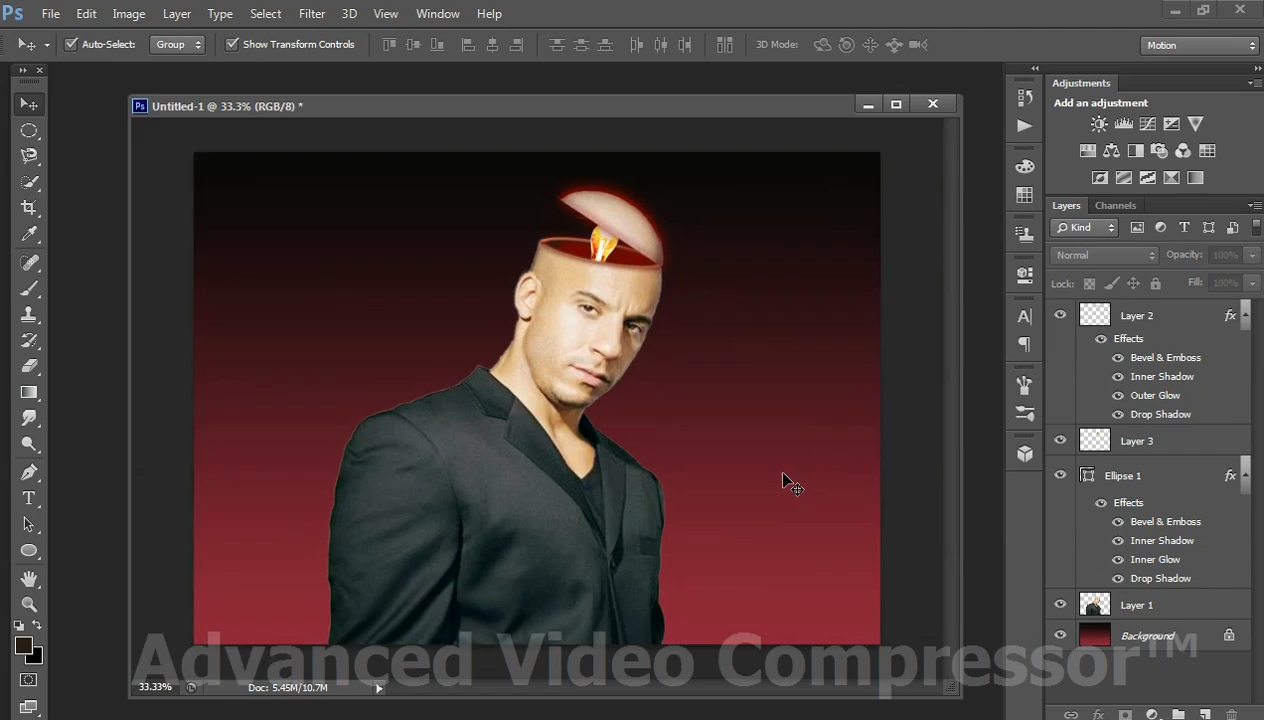 Ps File Edit Image Layer Type Select Filter 3D View Window Help
Auto-Select: Group Show Transform Controls 3D Mode: Motion
Ps Untitled-1 @ 33.3% (RGB/8) *
Adjustments
Add an adjustment
Layers Channels
Kind
Normal Opacity: 100%
Lock: Fill: 100%
Layer 2 fx
Effects
Bevel & Emboss
Inner Shadow
Outer Glow
Drop Shadow
Layer 3
Ellipse 1 fx
Effects
Bevel & Emboss
Inner Shadow
Inner Glow
Drop Shadow
Layer 1
Background
33.33% Doc: 5.45M/10.7M
Advanced Video Compressor™